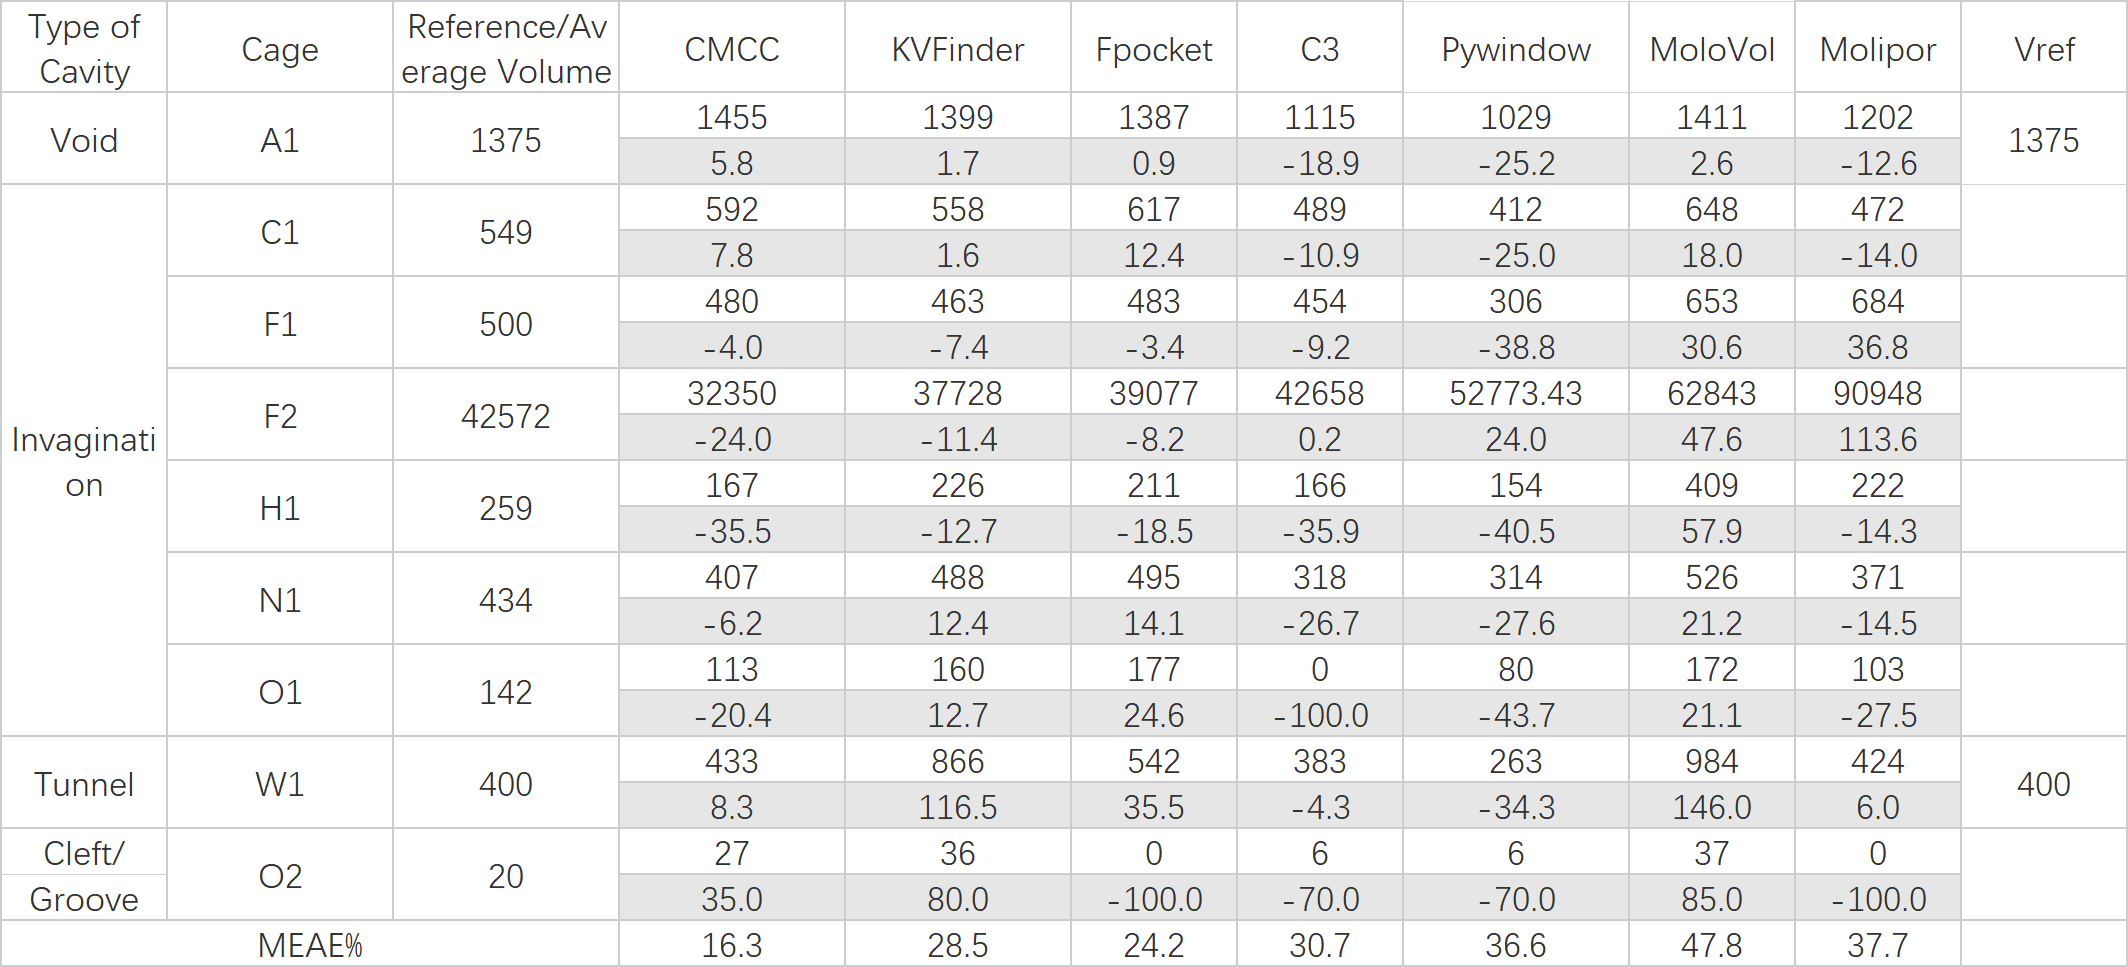 Type of
Cavity
Cage
Reference/Av
erage Volume
CMCC
KVFinder
Fpocket
C3
Pywindow
MoloVol
Molipor
Vref
Void
A1
1375
1455 1399 1387 1115 1029 1411 1202
5.8 1.7 0.9 -18.9 -25.2 2.6 -12.6
1375
Invaginati
on
C1
549
592 558 617 489 412 648 472
7.8 1.6 12.4 -10.9 -25.0 18.0 -14.0
F1
500
480 463 483 454 306 653 684
-4.0 -7.4 -3.4 -9.2 -38.8 30.6 36.8
F2
42572
32350 37728 39077 42658 52773.43 62843 90948
-24.0 -11.4 -8.2 0.2 24.0 47.6 113.6
H1
259
167 226 211 166 154 409 222
-35.5 -12.7 -18.5 -35.9 -40.5 57.9 -14.3
N1
434
407 488 495 318 314 526 371
-6.2 12.4 14.1 -26.7 -27.6 21.2 -14.5
O1
142
113 160 177 0 80 172 103
-20.4 12.7 24.6 -100.0 -43.7 21.1 -27.5
Tunnel
W1
400
433 866 542 383 263 984 424
8.3 116.5 35.5 -4.3 -34.3 146.0 6.0
400
Cleft/
Groove
O2
20
27 36 0 6 6 37 0
35.0 80.0 -100.0 -70.0 -70.0 85.0 -100.0
MEAE% 16.3 28.5 24.2 30.7 36.6 47.8 37.7